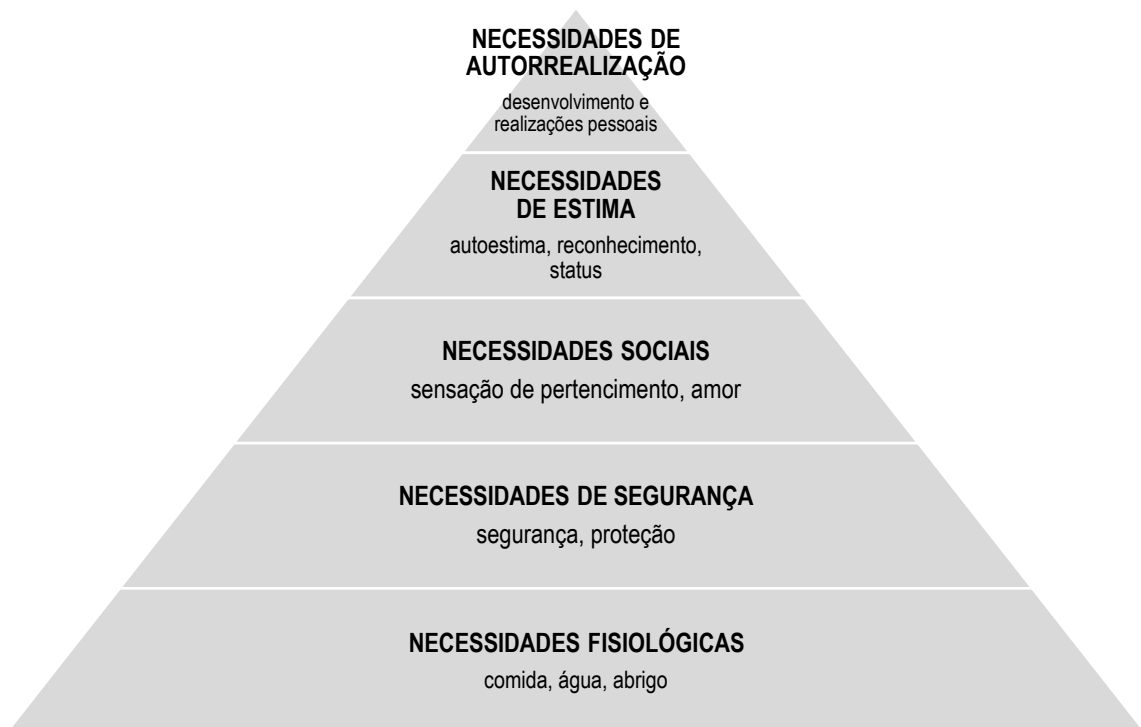 NECESSIDADES DE
AUTORREALIZAÇÃO
desenvolvimento e
realizações pessoais
NECESSIDADES
DE ESTIMA
autoestima, reconhecimento,
status
NECESSIDADES SOCIAIS
sensação de pertencimento, amor
NECESSIDADES DE SEGURANÇA
segurança, proteção
NECESSIDADES FISIOLÓGICAS
comida, água, abrigo